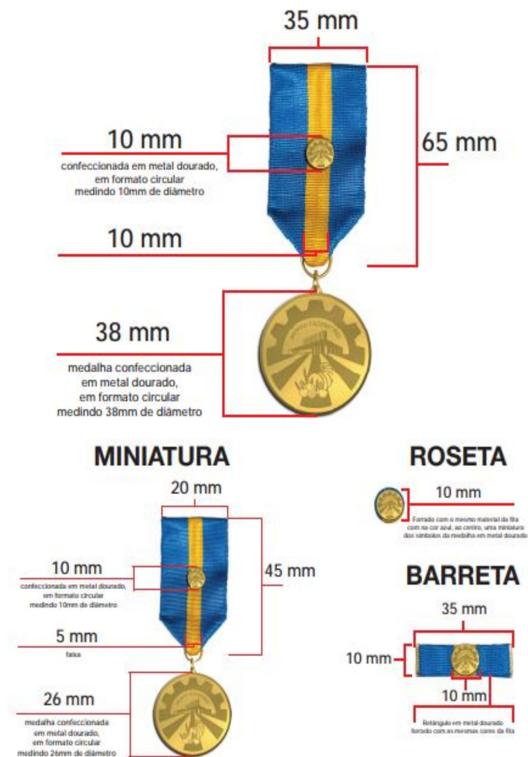 35 mm
65 mm
10 mm
confeccionada em metal dourado,
em formato circular
medindo 10mm de diâmetro
10 mm
38 mm
medalha confeccionada
em metal dourado,
em formato circular
medindo 38mm de diâmetro
MINIATURA
20 mm
45 mm
10 mm
confeccionada em metal dourado,
em formato circular
medindo 10mm de diâmetro
5 mm
faixa
26 mm
medalha confeccionada
em metal dourado,
em formato circular
medindo 26mm de diâmetro
ROSETA
10 mm
Forrado com o mesmo material da fita
com na cor azul, ao centro, uma miniatura
dos símbolos da medalha em metal dourado
BARRETA
35 mm
10 mm
10 mm
Retângulo em metal dourado
forrado com as mesmas cores da fita